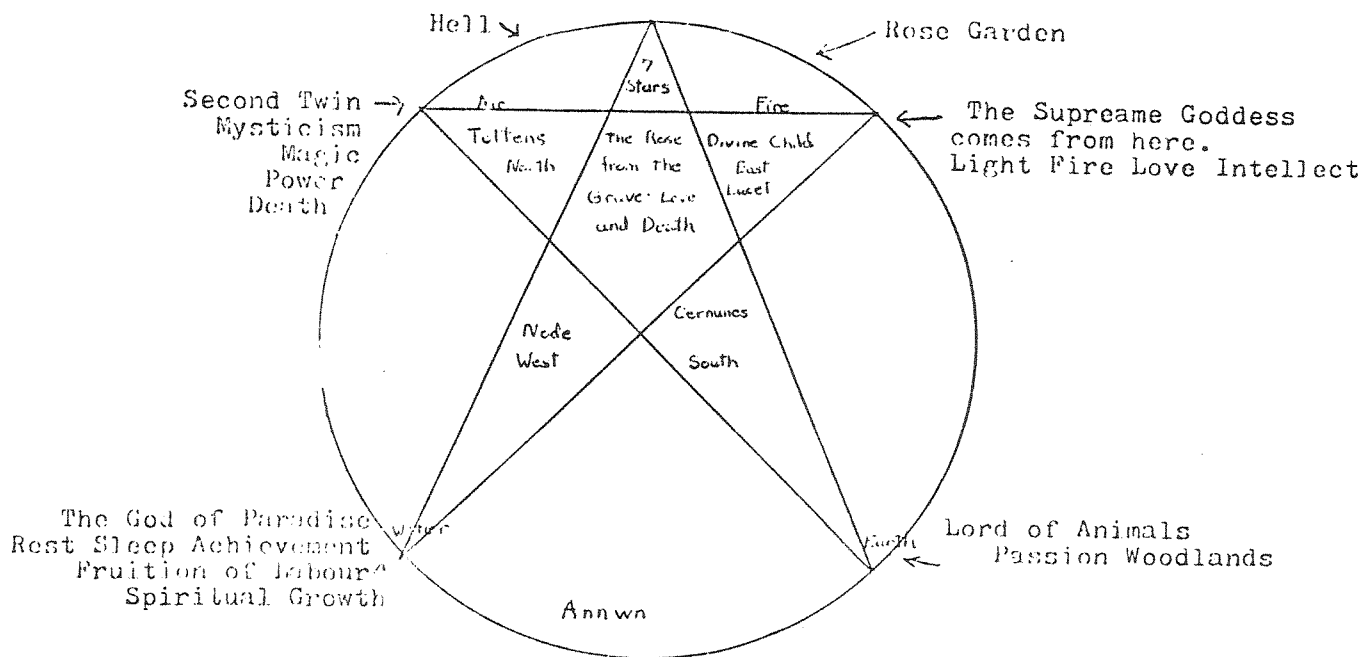 Hell
Rose Garden
7
Stars
Air
Fire
Second Twin
Mysticism
Magic
Power
Death
The Supreame Goddess
comes from here.
Light Fire Love Intellect
Tettens
North
The Rose
from the
Grave Love
and Death
Divine Child
East
Lucet
Node
West
Cernunes
South
The God of Paradise
Rest Sleep Achievement
Fruition of Labour
Spiritual Growth
Water
Earth
Lord of Animals
Passion Woodlands
Annwn